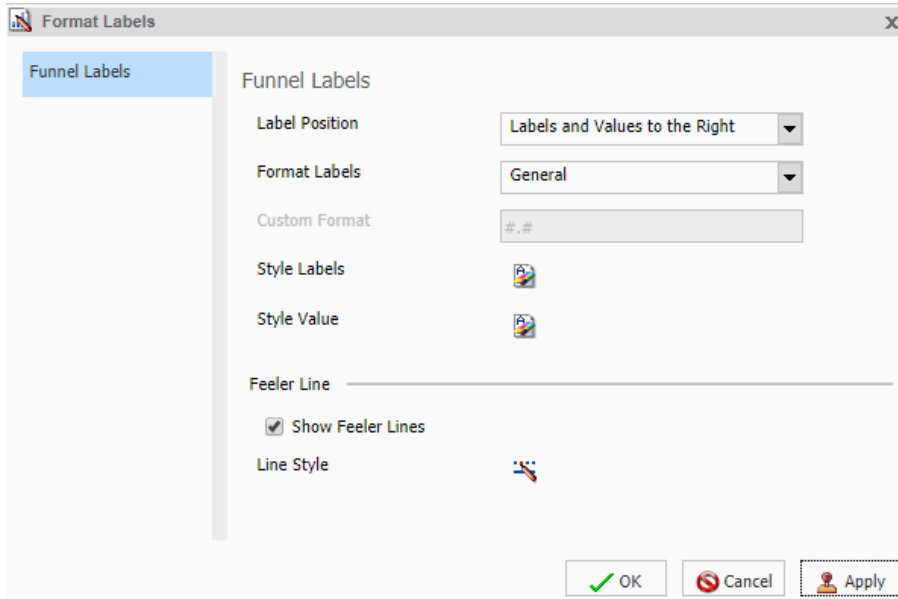 Format Labels
Funnel Labels
Funnel Labels
Label Position
Labels and Values to the Right
Format Labels
General
Custom Format
#.#
Style Labels
Style Value
Feeler Line
Show Feeler Lines
Line Style
OK
Cancel
Apply